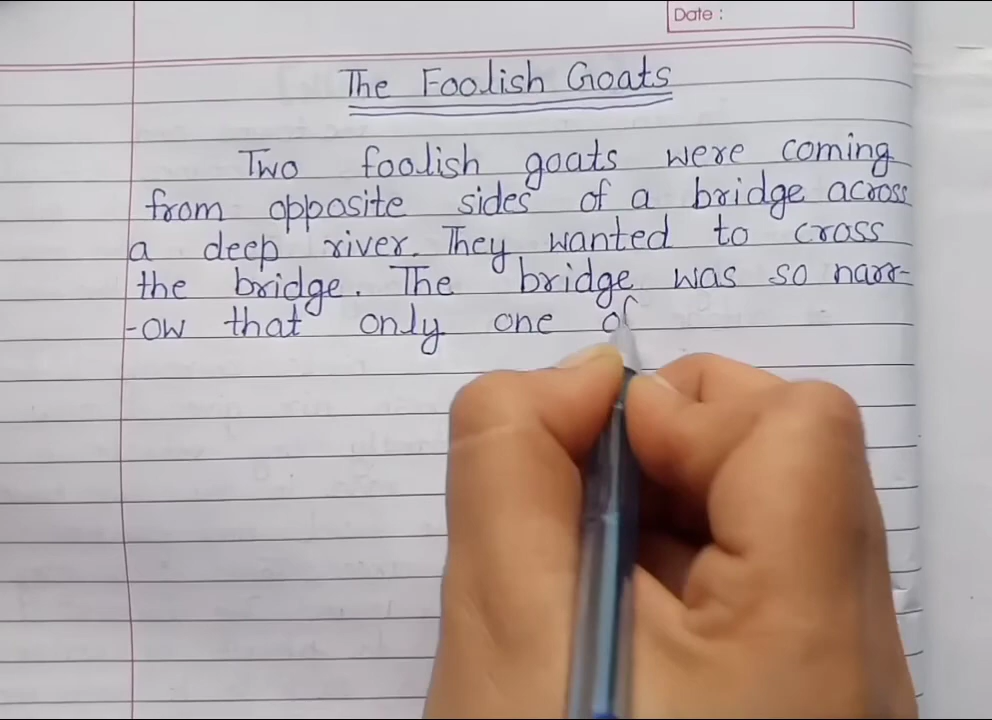 Date :
The Foolish Goats
Two foolish goats were coming
from opposite sides of a bridge across
a deep river. They wanted to cross
the bridge. The bridge was so narr-
-ow that only one of